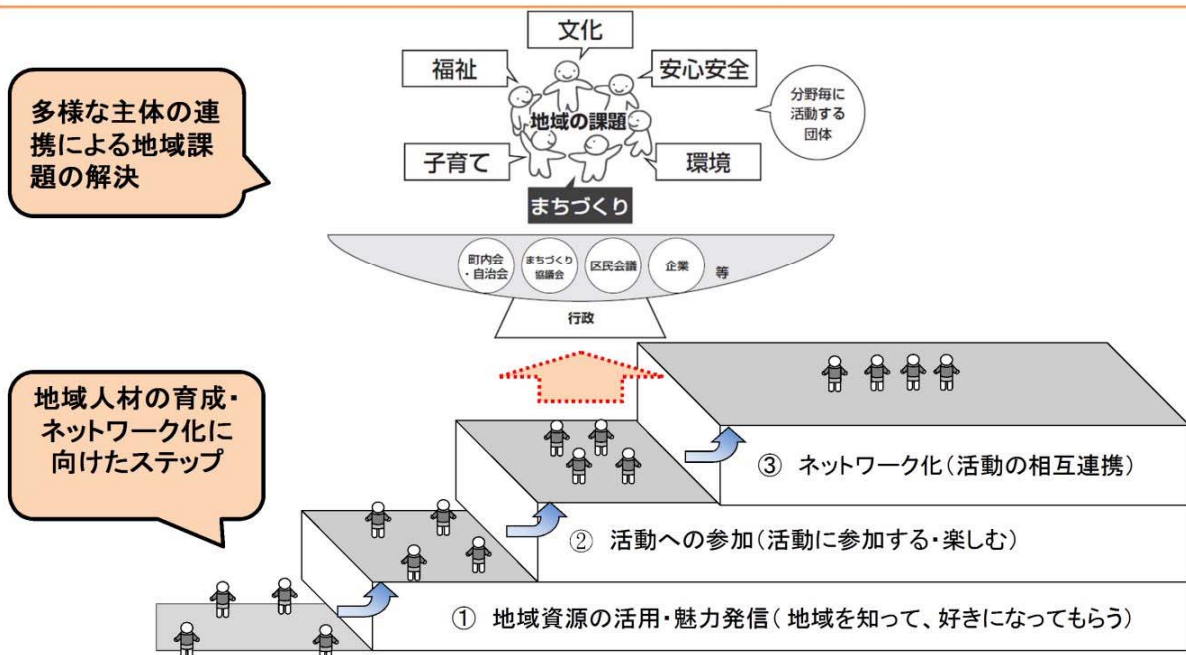 文化
福祉
安心安全
地域の課題
子育て
環境
まちづくり
分野毎に
活動する
団体
多様な主体の連
携による地域課
題の解決
町内会
・自治会
まちづくり
協議会
区民会議
企業
等
行政
地域人材の育成・
ネットワーク化に
向けたステップ
③ ネットワーク化(活動の相互連携)
② 活動への参加(活動に参加する・楽しむ)
① 地域資源の活用・魅力発信( 地域を知って、好きになってもらう)